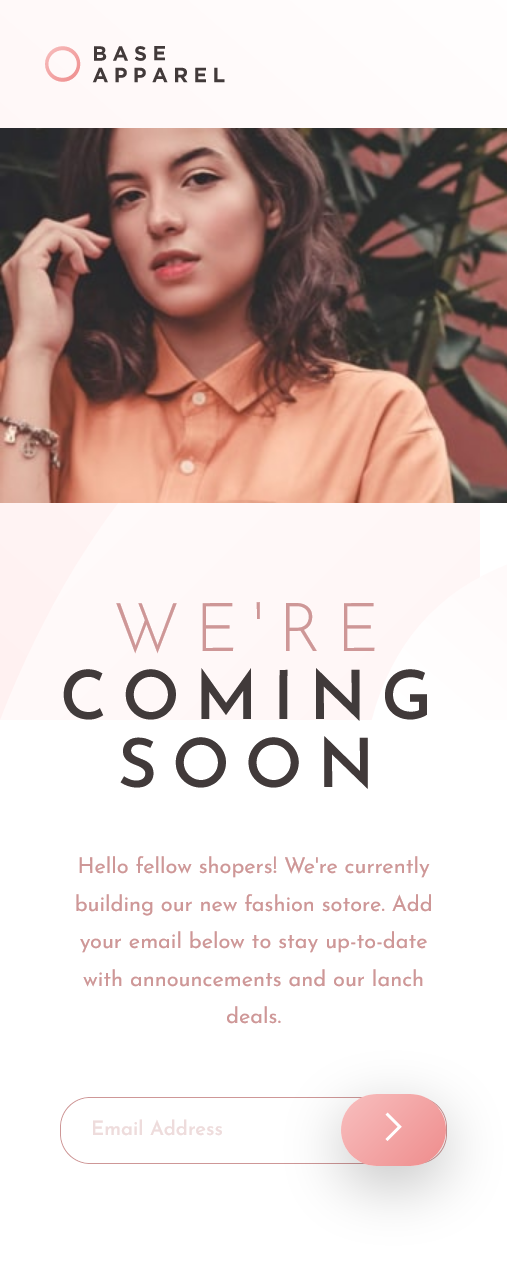 BASE
APPAREL
WE'RE
COMING
SOON
Hello fellow shopers! We're currently
building our new fashion sotore. Add
your email below to stay up-to-date
with announcements and our lanch
deals.
Email Address